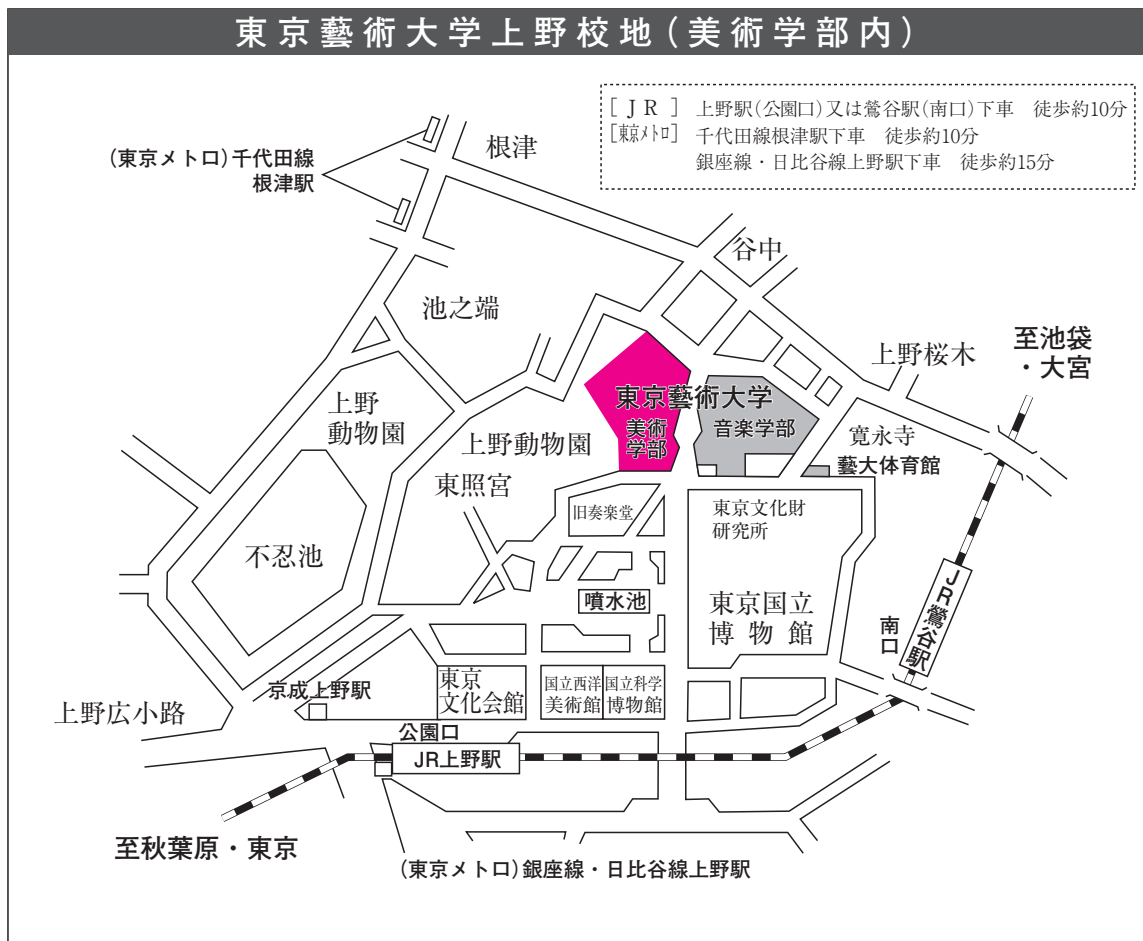 東京藝術大学上野校地(美術学部内)
[ＪＲ] 上野駅(公園口)又は鶯谷駅(南口)下車 徒歩約10分
[東京ﾒﾄﾛ] 千代田線根津駅下車 徒歩約10分
銀座線・日比谷線上野駅下車 徒歩約15分
(東京メトロ)千代田線
根津駅
根津
谷中
池之端
上野桜木
至池袋
・大宮
上野
動物園
上野動物園
東照宮
東京藝術大学
美術
学部
音楽学部
寛永寺
藝大体育館
旧奏楽堂
東京文化財
研究所
不忍池
噴水池
東京国立
博物館
南口
JR鶯谷駅
京成上野駅
東京
文化会館
国立西洋
美術館
国立科学
博物館
上野広小路
公園口
JR上野駅
至秋葉原・東京
(東京メトロ)銀座線・日比谷線上野駅